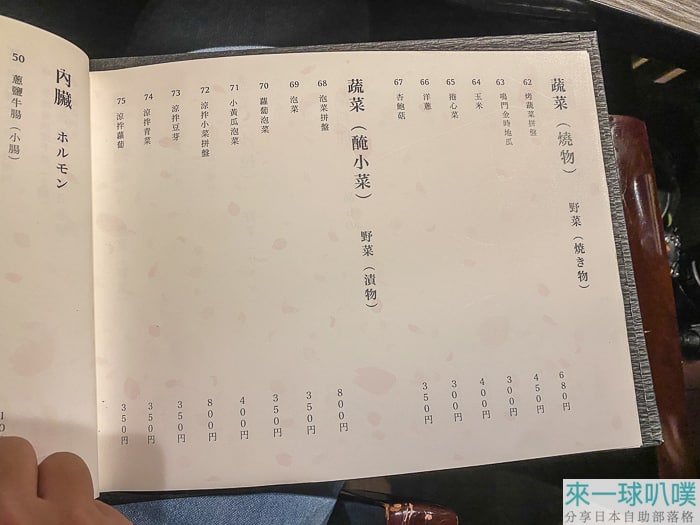 蔬菜（燒物） 野菜（焼き物）
62 烤蔬菜拼盤 680円
63 鳴門金時地瓜 450円
64 玉米 300円
65 捲心菜 400円
66 洋蔥 300円
67 杏鮑菇 350円
蔬菜（醃小菜） 野菜（漬物）
68 泡菜拼盤 800円
69 泡菜 350円
70 蘿蔔泡菜 350円
71 小黃瓜泡菜 400円
72 涼拌小菜拼盤 800円
73 涼拌豆芽 350円
74 涼拌青菜 350円
75 涼拌蘿蔔 350円
內臟 ホルモン
50 蔥鹽牛腸（小腸）
來一球叭噗
分享日本自助部落格